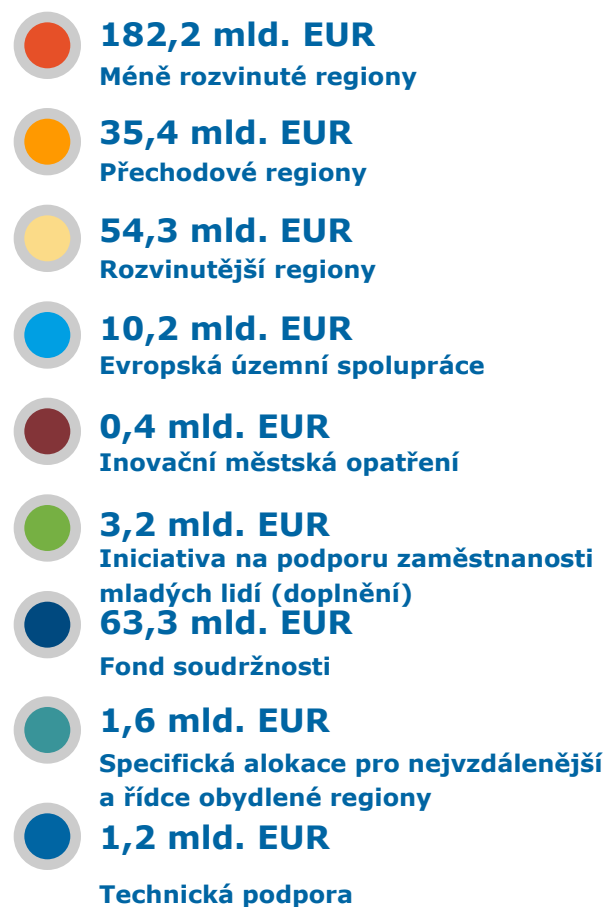 182,2 mld. EUR
Méně rozvinuté regiony
35,4 mld. EUR
Přechodové regiony
54,3 mld. EUR
Rozvinutější regiony
10,2 mld. EUR
Evropská územní spolupráce
0,4 mld. EUR
Inovační městská opatření
3,2 mld. EUR
Iniciativa na podporu zaměstnanosti
mladých lidí (doplnění)
63,3 mld. EUR
Fond soudržnosti
1,6 mld. EUR
Specifická alokace pro nejvzdálenější
a řídce obydlené regiony
1,2 mld. EUR
Technická podpora